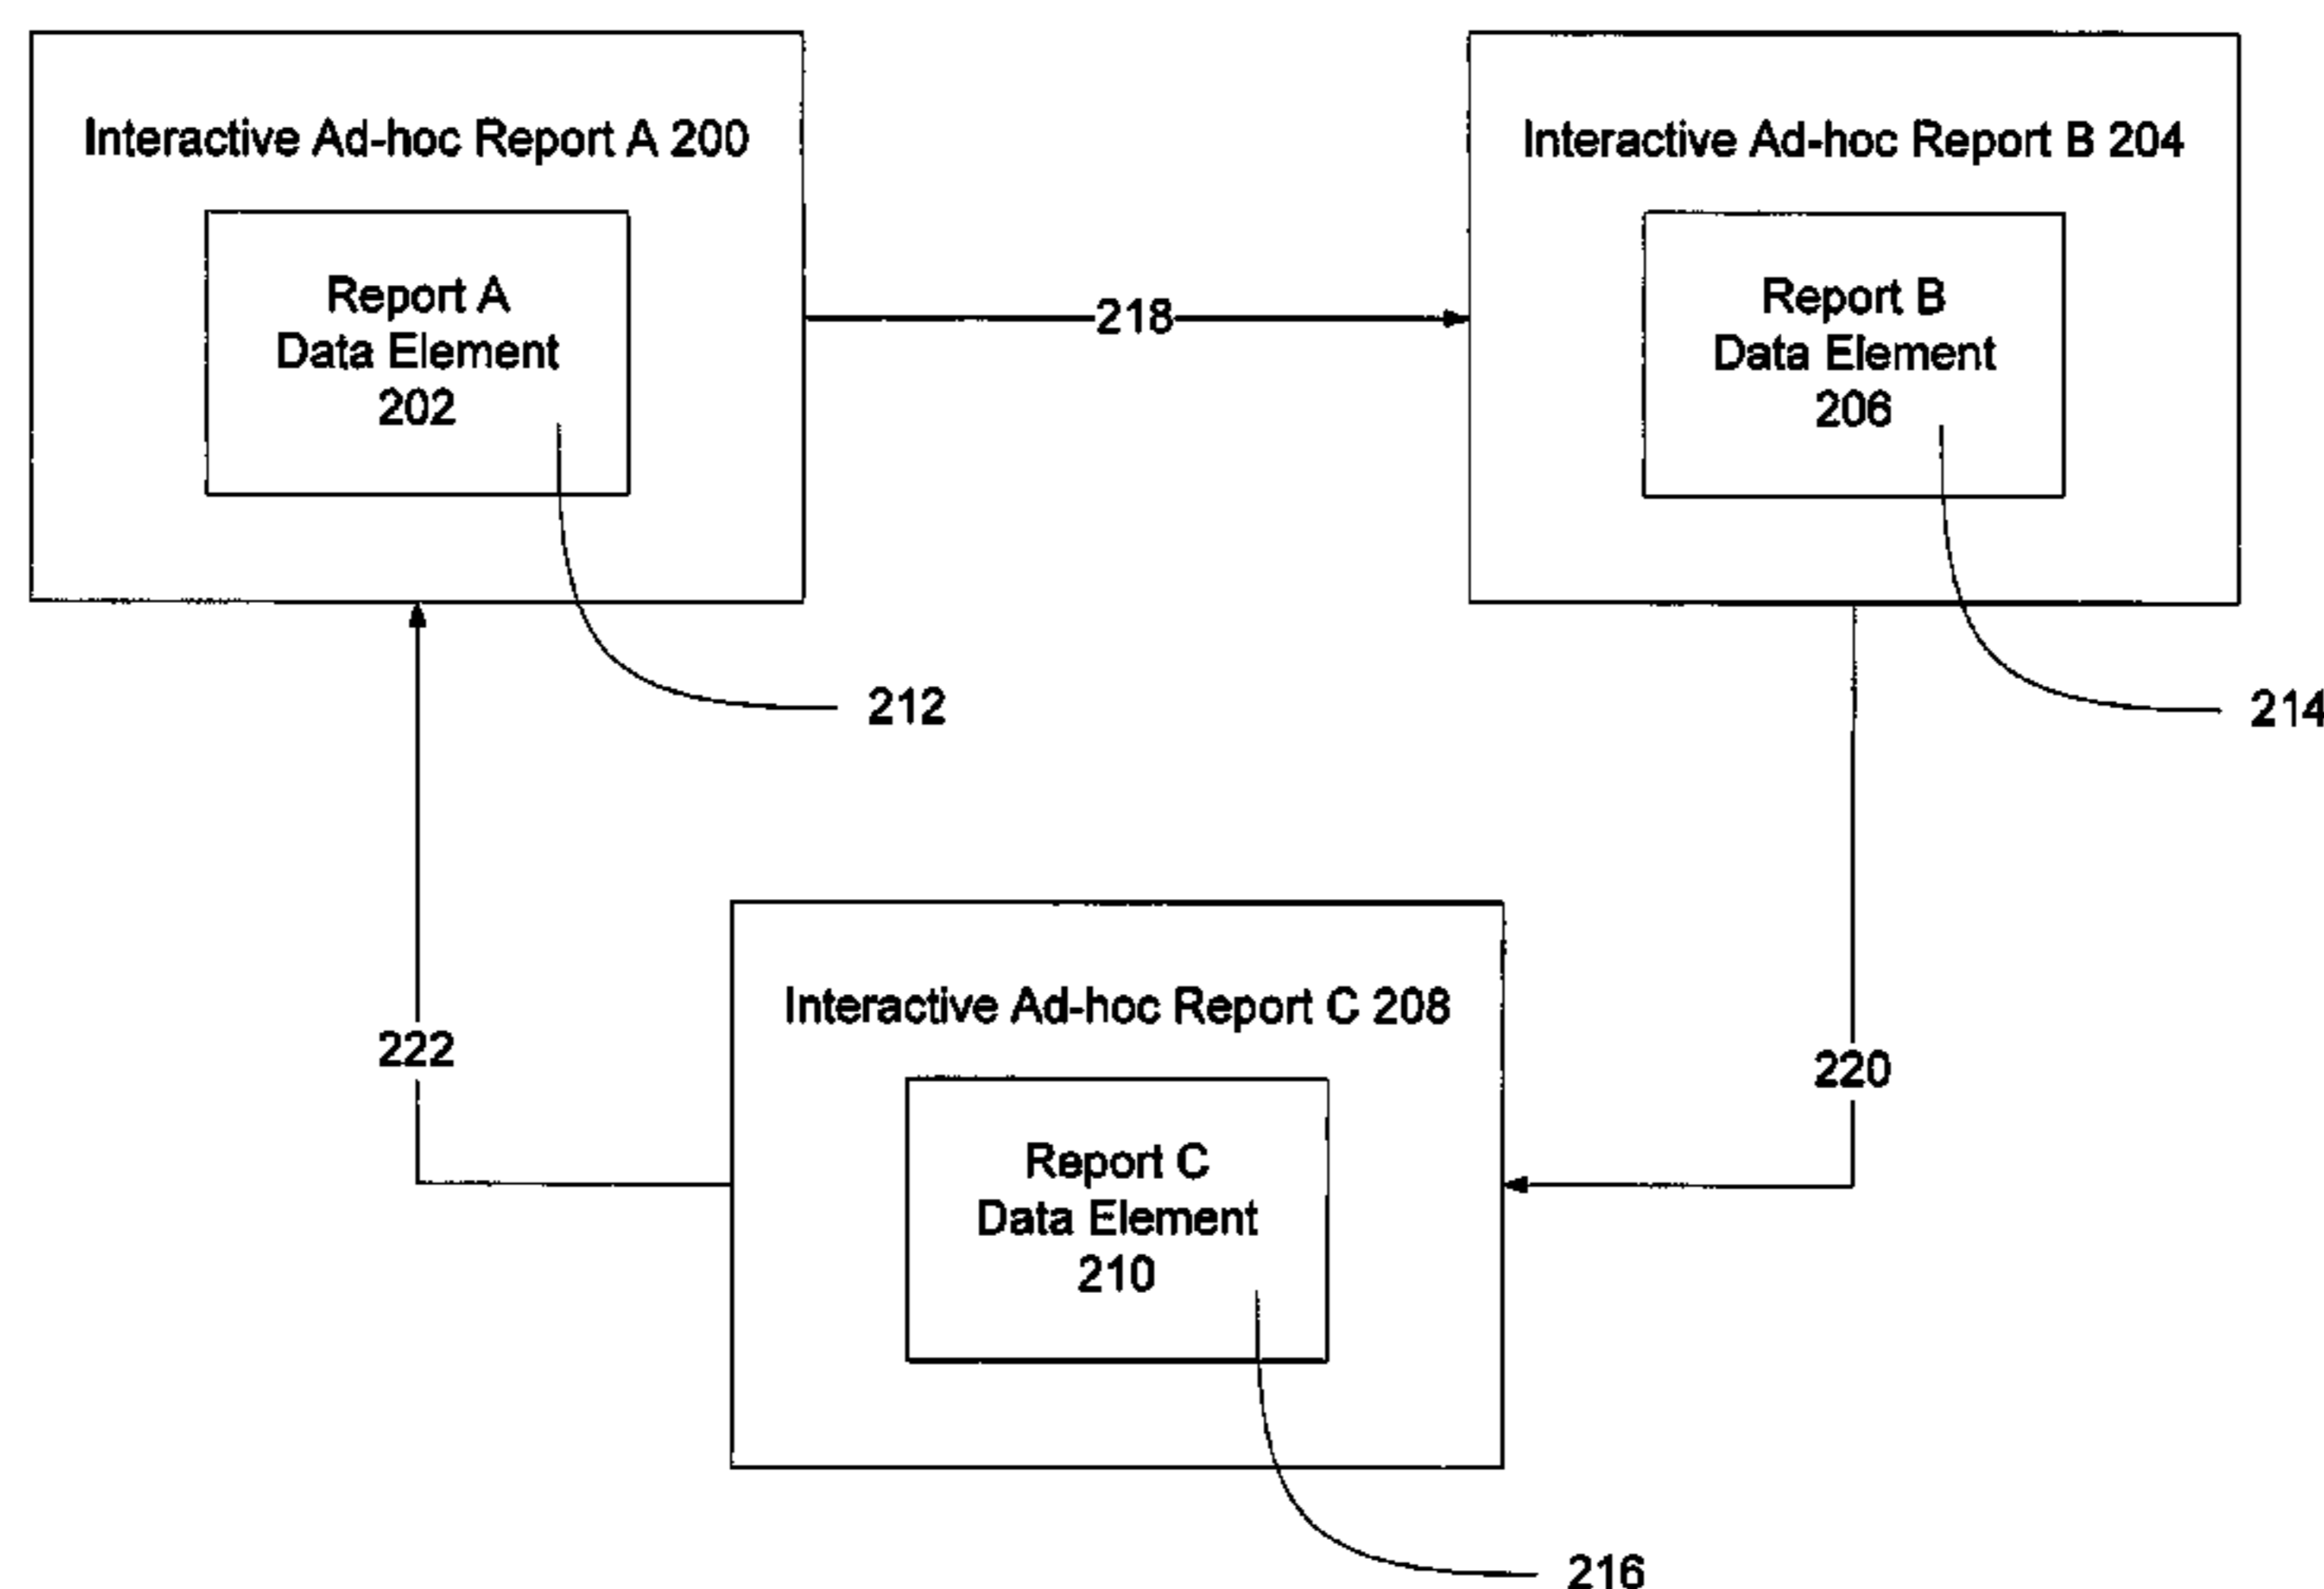 Interactive Ad-hoc Report A 200
Report A
Data Element
202
218
Interactive Ad-hoc Report B 204
Report B
Data Element
206
212
214
222
220
Interactive Ad-hoc Report C 208
Report C
Data Element
210
216